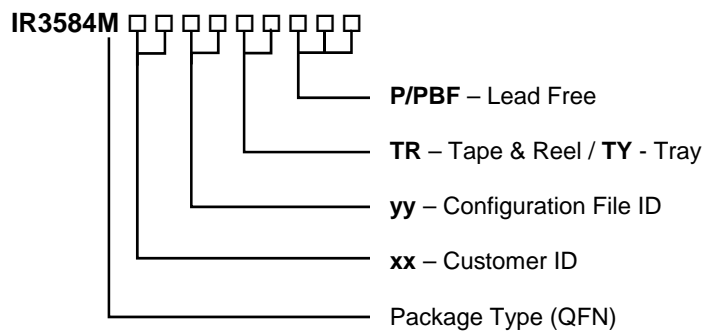 IR3584M □ □ □ □ □ □ □ □ □
P/PBF – Lead Free
TR – Tape & Reel / TY - Tray
yy – Configuration File ID
xx – Customer ID
Package Type (QFN)